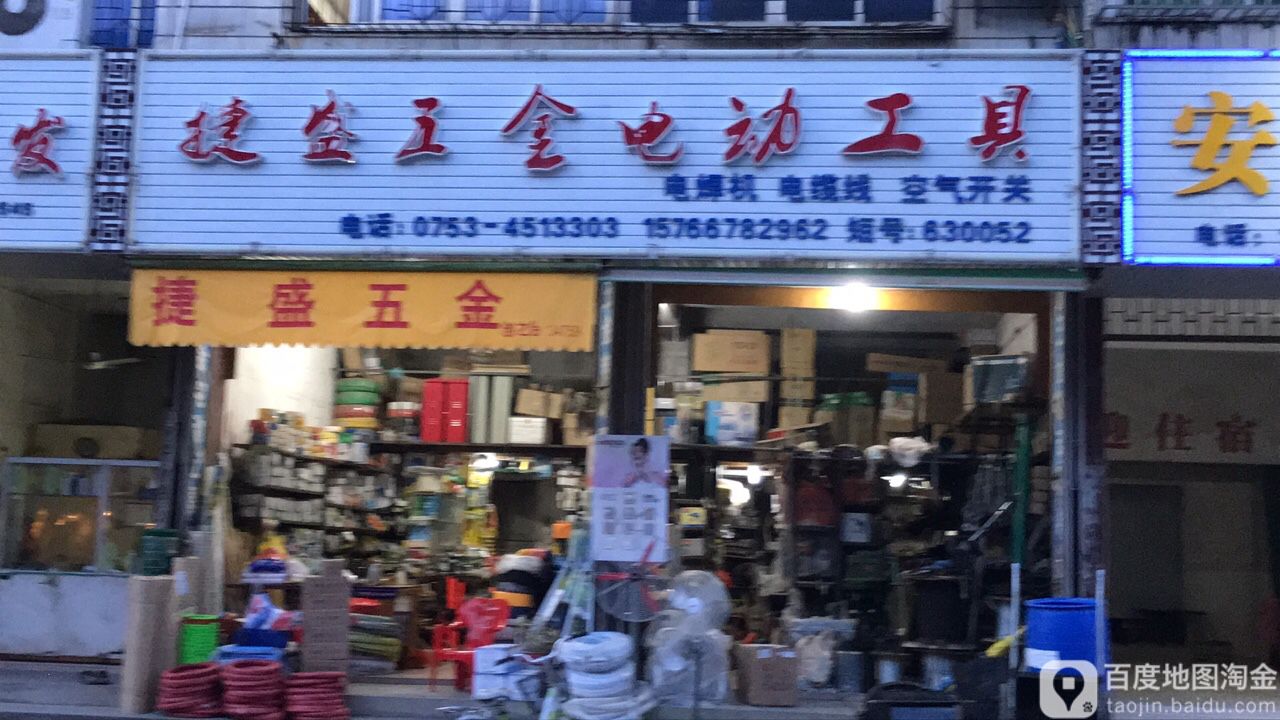 发
捷盛五金电动工具
电焊机 电缆线 空气开关
电话:0753-4513303 15766782962 短号:630052
捷盛五金
安
电话:
迎住宿
百度地图淘金
taojin.baidu.com